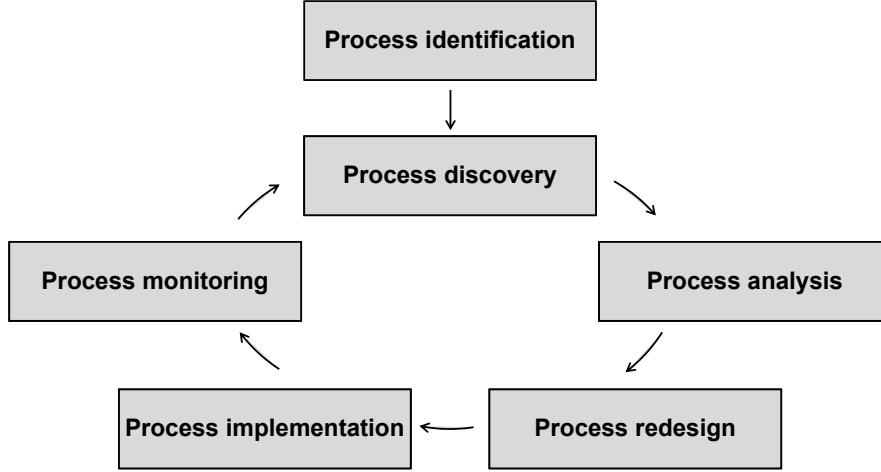 Process identification
Process discovery
Process monitoring
Process analysis
Process implementation
Process redesign